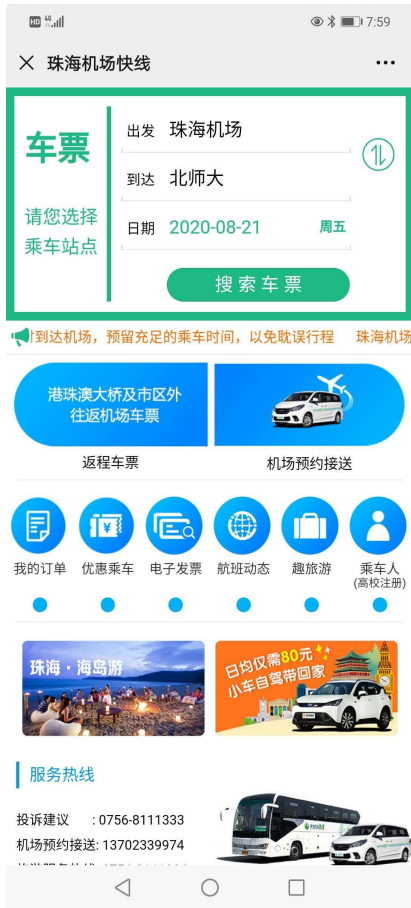 HD 4G 7:59
珠海机场快线
车票
请您选择
乘车站点
出发 珠海机场
到达 北师大
日期 2020-08-21 周五
搜索车票
到达机场，预留充足的乘车时间，以免耽误行程 珠海机场
港珠澳大桥及市区外
往返机场车票
返程车票
机场预约接送
我的订单 优惠乘车 电子发票 航班动态 趣旅游 乘车人
(高校注册)
珠海·海岛游
日均仅需80元
小车自驾带回家
服务热线
投诉建议 : 0756-8111333
机场预约接送: 13702339974